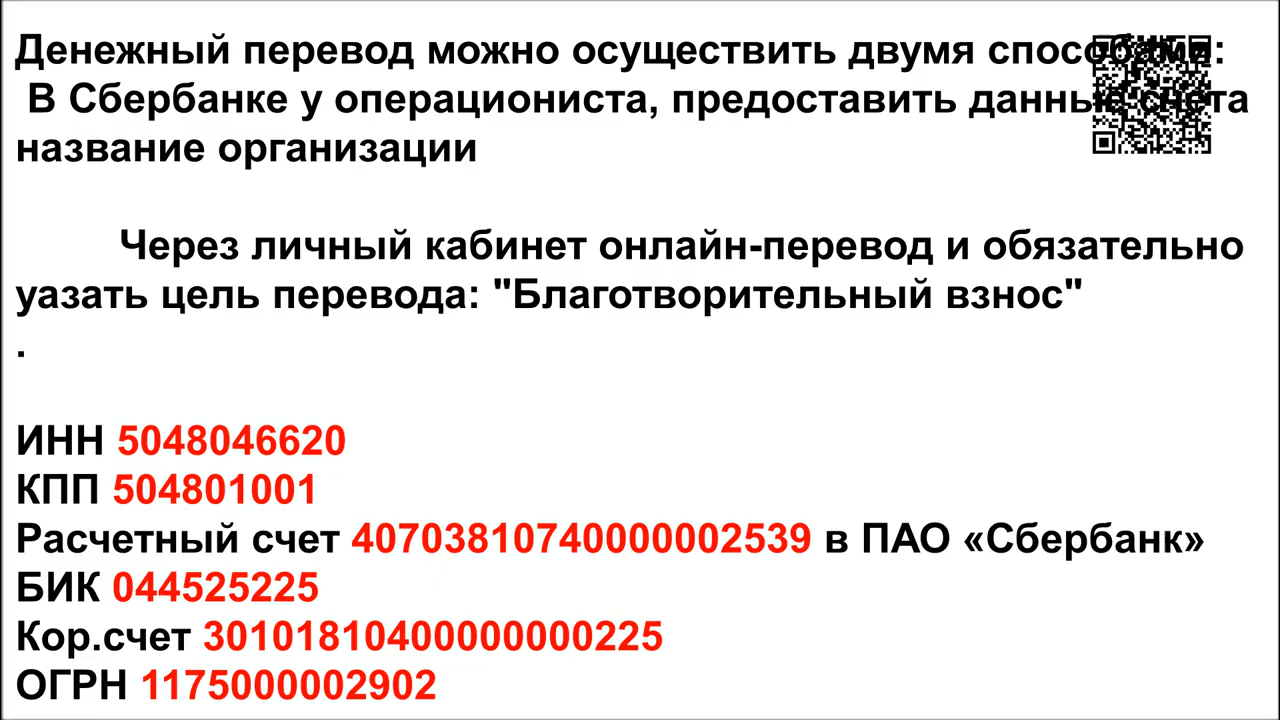 Денежный перевод можно осуществить двумя способами:
В Сбербанке у операциониста, предоставить данные счета
название организации
Через личный кабинет онлайн-перевод и обязательно
уазать цель перевода: "Благотворительный взнос"
.
ИНН 5048046620
КПП 504801001
Расчетный счет 40703810740000002539 в ПАО «Сбербанк»
БИК 044525225
Кор.счет 30101810400000000225
ОГРН 1175000002902